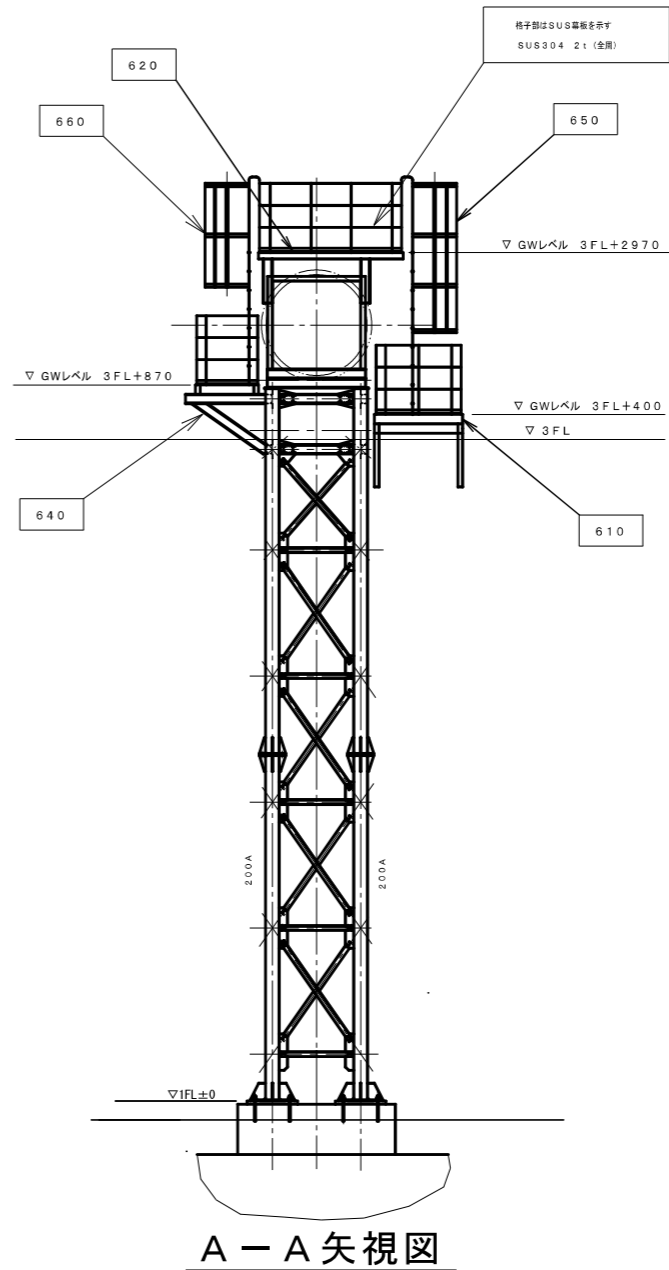 格子部はSUS幕板を示す
SUS304 2t (全周)
620
660
650
▽ GWレベル 3FL+2970
▽ GWレベル 3FL+870
▽ GWレベル 3FL+400
▽ 3FL
640
610
200A
200A
▽1FL±0
A－A矢視図